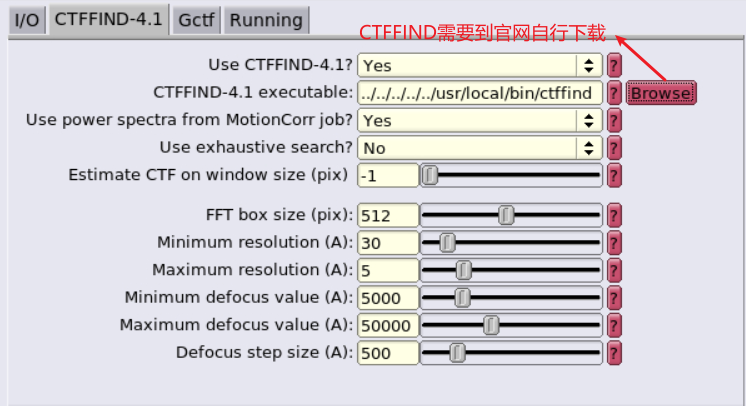 I/O CTFFIND-4.1 Gctf Running
CTFFIND需要到官网自行下载
Use CTFFIND-4.1? Yes ?
CTFFIND-4.1 executable: ../../../../../usr/local/bin/ctffind ? Browse
Use power spectra from MotionCorr job? Yes ?
Use exhaustive search? No ?
Estimate CTF on window size (pix) -1 ?
FFT box size (pix): 512 ?
Minimum resolution (A): 30 ?
Maximum resolution (A): 5 ?
Minimum defocus value (A): 5000 ?
Maximum defocus value (A): 50000 ?
Defocus step size (A): 500 ?